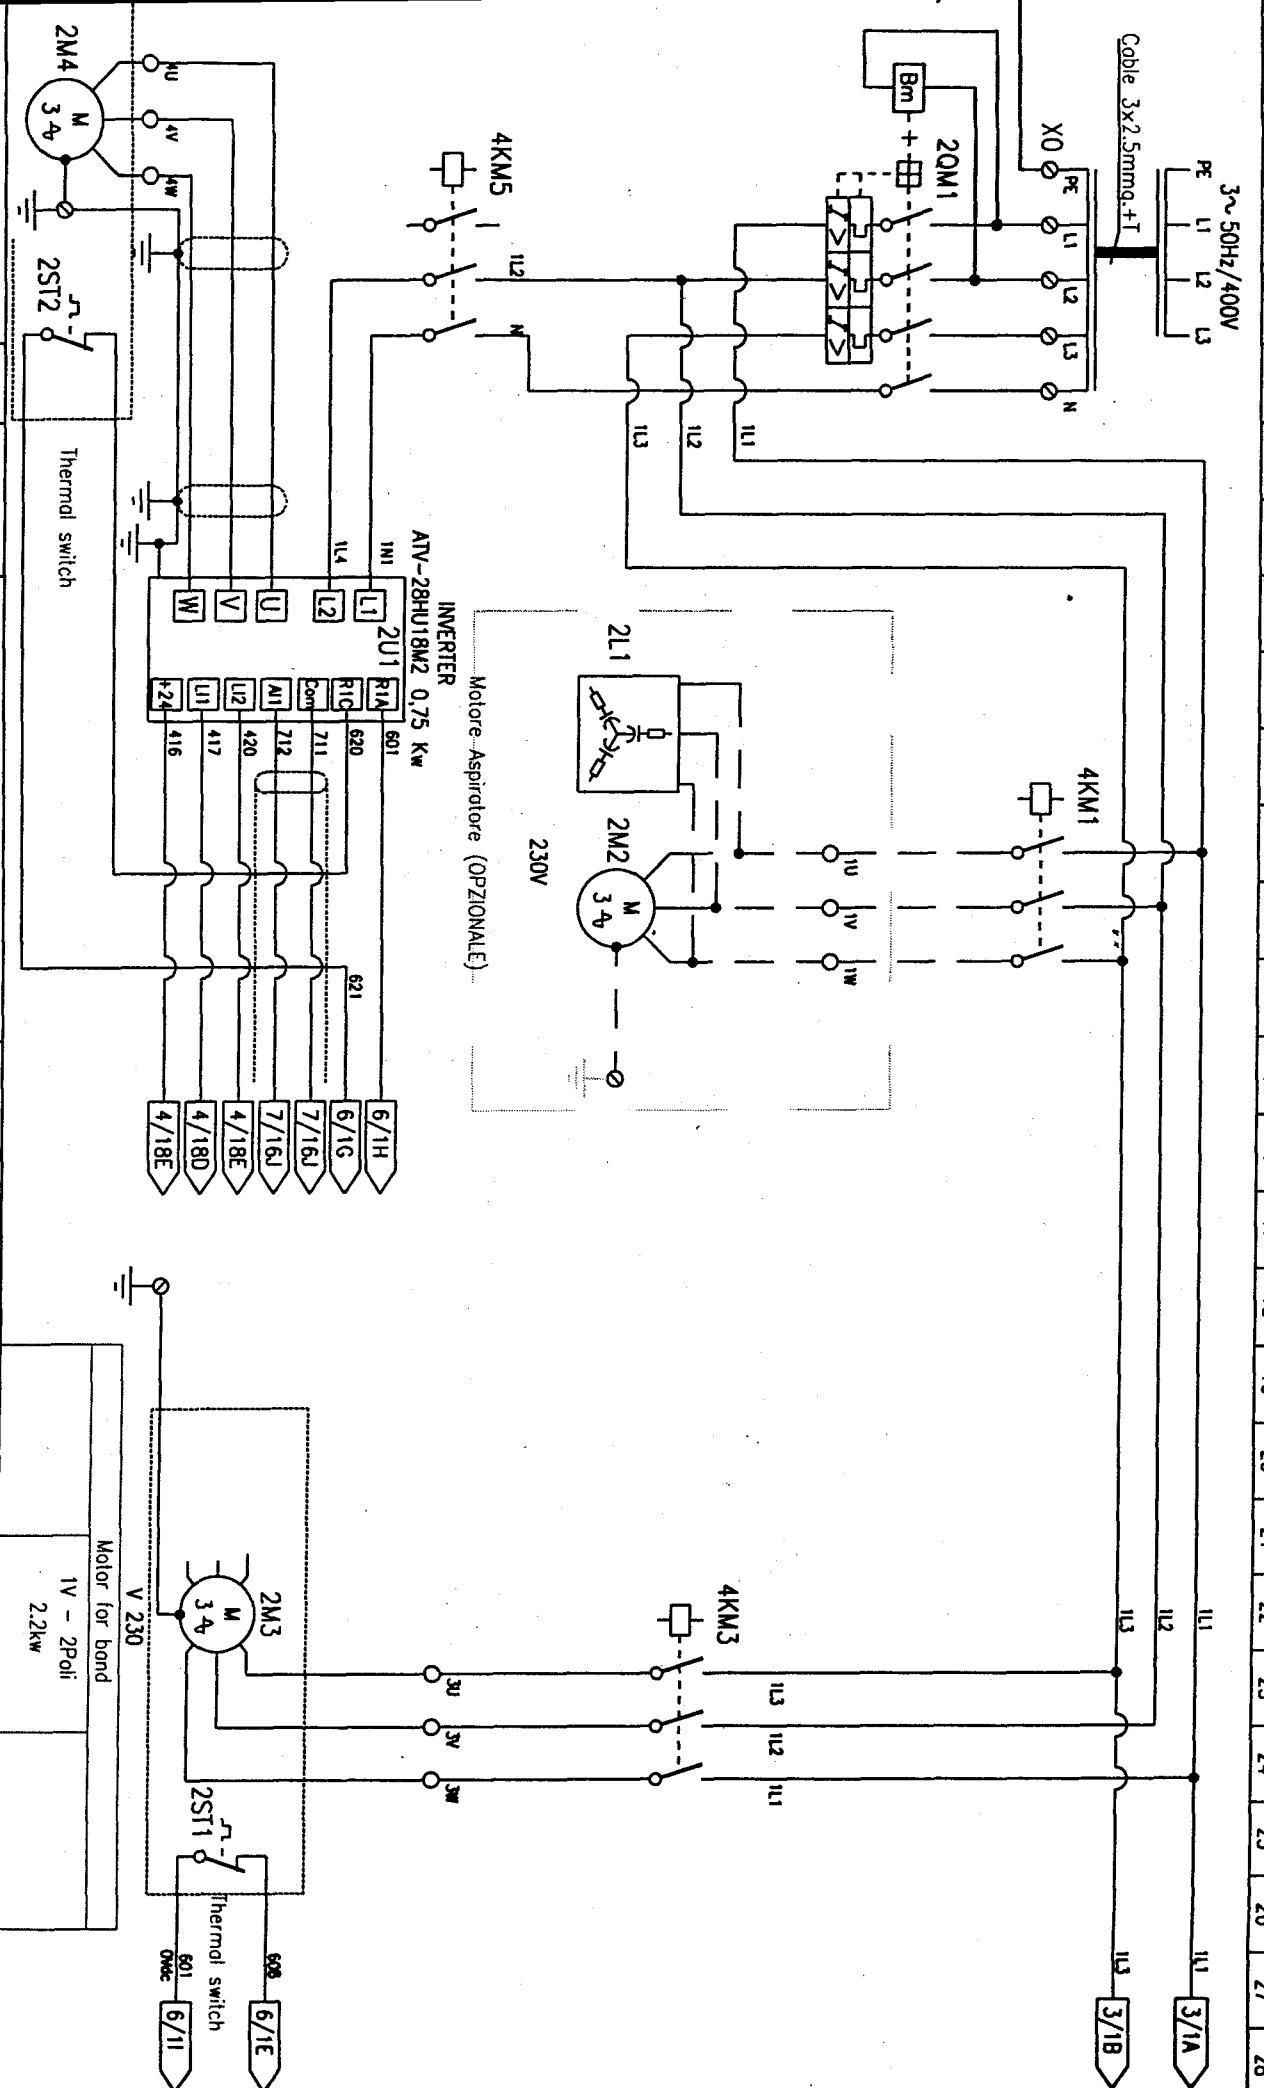 3~50Hz/400V
PE
L1
L2
L3
Cable 3x2.5mmq.+T
X0
PE
L1
L2
L3
N
Bm
2QM1
1L1
1L2
1L3
4KM5
1L2
N
2M4
M
3
4U
4V
4W
2ST2
Thermal switch
1N1
1L4
INVERTER
ATV-28HU18M2 0,75 Kw
L1
L2
U
V
W
2U1
R1A
R1C
Com
AI1
LI2
LI1
+24
601
620
711
712
420
417
416
621
6/1H
6/1G
7/16J
7/16J
4/18E
4/18D
4/18E
Motore Aspiratore (OPZIONALE)
2L1
2M2
M
3
230V
1U
1V
1W
4KM1
1L1
1L2
1L3
4KM3
1L3
1L2
1L1
3U
3V
3W
2M3
M
3
2ST1
Thermal switch
V 230
Motor for band
1V - 2Poli
2.2kw
608
601
0Vdc
6/1E
6/1I
1L1
1L3
3/1A
3/1B